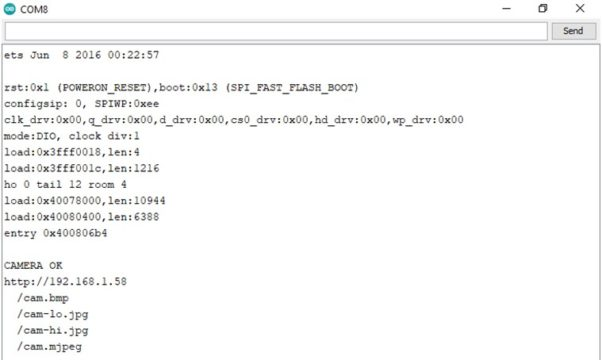 COM8
Send
ets Jun  8 2016 00:22:57
rst:0x1 (POWERON_RESET),boot:0x13 (SPI_FAST_FLASH_BOOT)
configsip: 0, SPIWP:0xee
clk_drv:0x00,q_drv:0x00,d_drv:0x00,cs0_drv:0x00,hd_drv:0x00,wp_drv:0x00
mode:DIO, clock div:1
load:0x3fff0018,len:4
load:0x3fff001c,len:1216
ho 0 tail 12 room 4
load:0x40078000,len:10944
load:0x40080400,len:6388
entry 0x400806b4
CAMERA OK
http://192.168.1.58
/cam.bmp
/cam-lo.jpg
/cam-hi.jpg
/cam.mjpeg